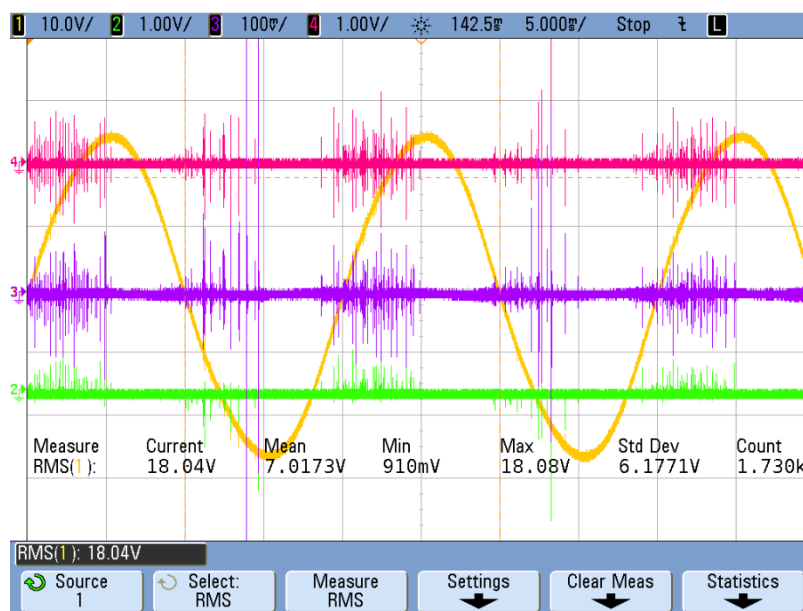 1 10.0V/ 2 1.00V/ 3 100mV/ 4 1.00V/ 142.5ms 5.000ms/ Stop L
4
3
2
Measure Current Mean Min Max Std Dev Count
RMS(1): 18.04V 7.0173V 910mV 18.08V 6.1771V 1.730k
RMS(1): 18.04V
Source Select: Measure Settings Clear Meas Statistics
1 RMS RMS